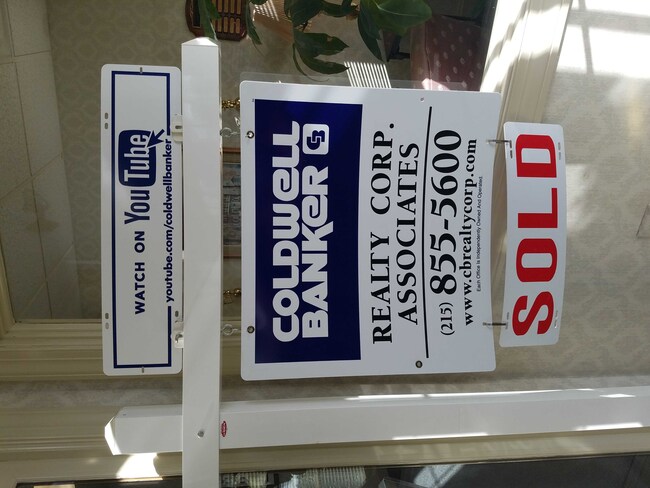 WATCH ON YouTube
youtube.com/coldwellbanker
COLDWELL
BANKER CB
REALTY CORP.
ASSOCIATES
(215) 855-5600
www.cbrealtycorp.com
Each Office is Independently Owned And Operated.
SOLD